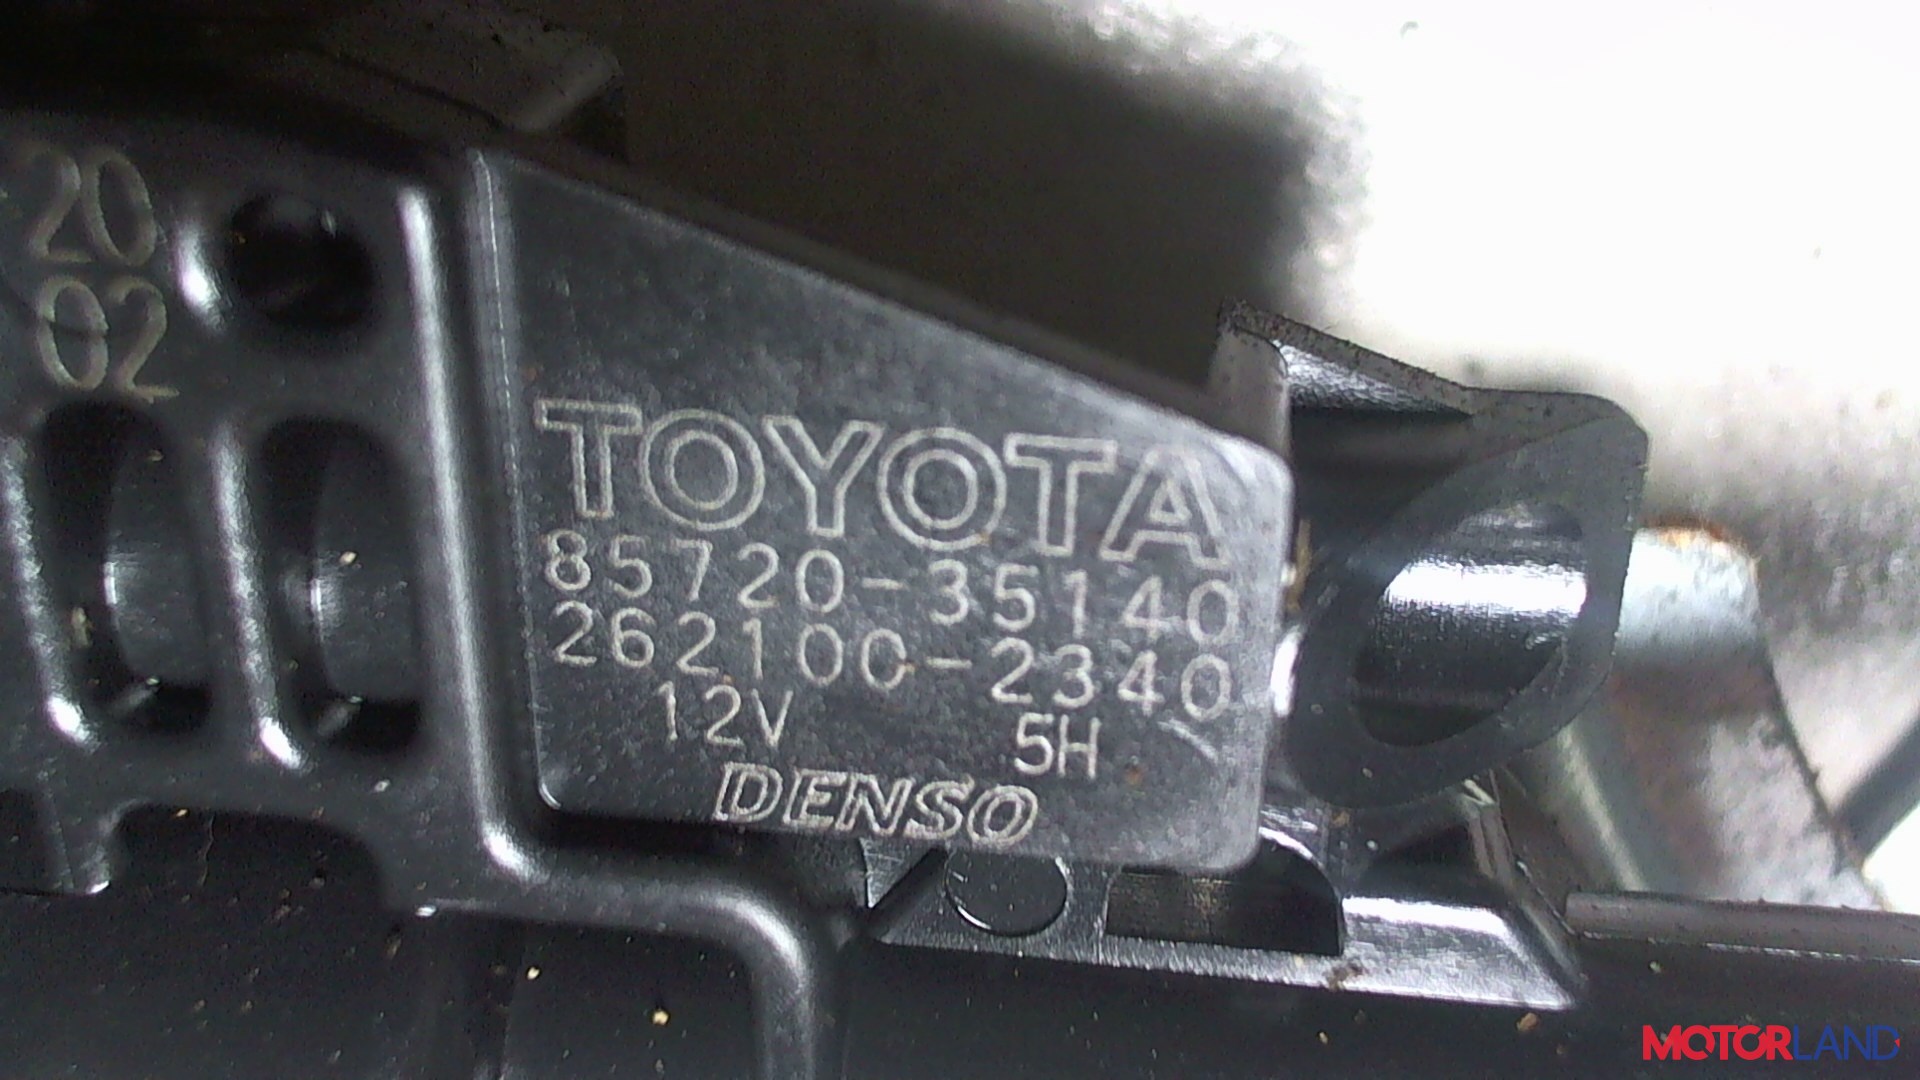 20
02
TOYOTA
85720-35140
262100-2340
12V 5H
DENSO
MOTORLAND